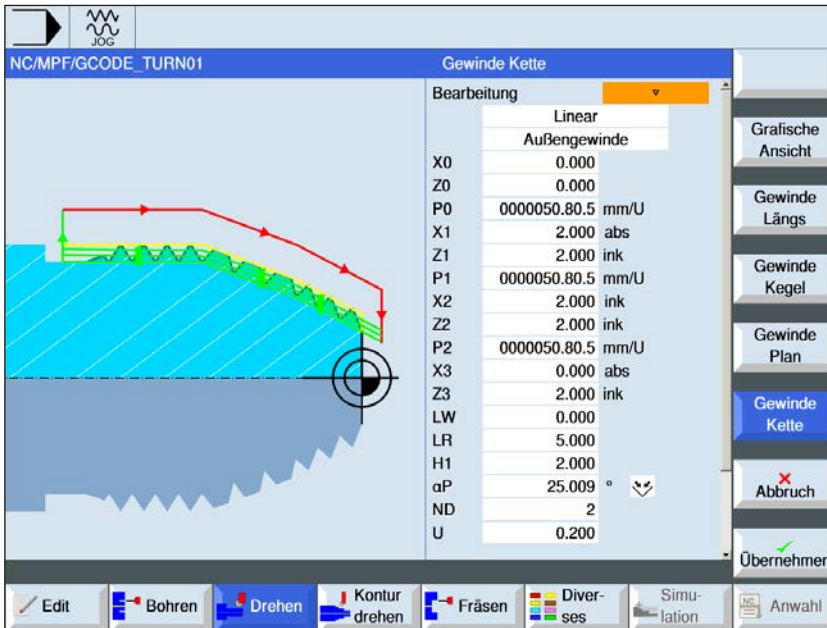 JOG
NC/MPF/GCODE_TURN01
Gewinde Kette
Bearbeitung ▿
Linear
Außengewinde
X0 0.000
Z0 0.000
P0 0000050.80.5 mm/U
X1 2.000 abs
Z1 2.000 ink
P1 0000050.80.5 mm/U
X2 2.000 ink
Z2 2.000 ink
P2 0000050.80.5 mm/U
X3 0.000 abs
Z3 2.000 ink
LW 0.000
LR 5.000
H1 2.000
αP 25.009 °
ND 2
U 0.200
Grafische
Ansicht
Gewinde
Längs
Gewinde
Kegel
Gewinde
Plan
Gewinde
Kette
Abbruch
Übernehmen
Edit
Bohren
Drehen
Kontur
drehen
Fräsen
Diver-
ses
Simu-
lation
NC
Anwahl